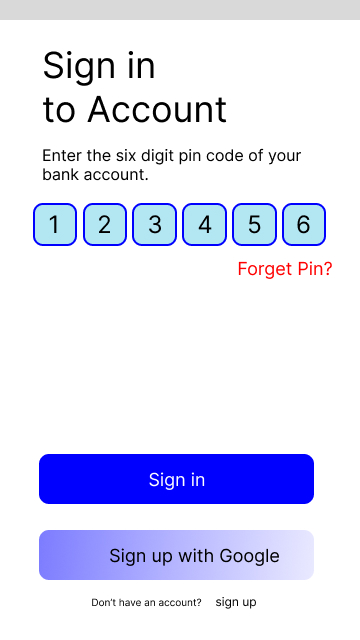 Sign in
to Account
Enter the six digit pin code of your
bank account.
1 2 3 4 5 6
Forget Pin?
Sign in
Sign up with Google
Don’t have an account? sign up